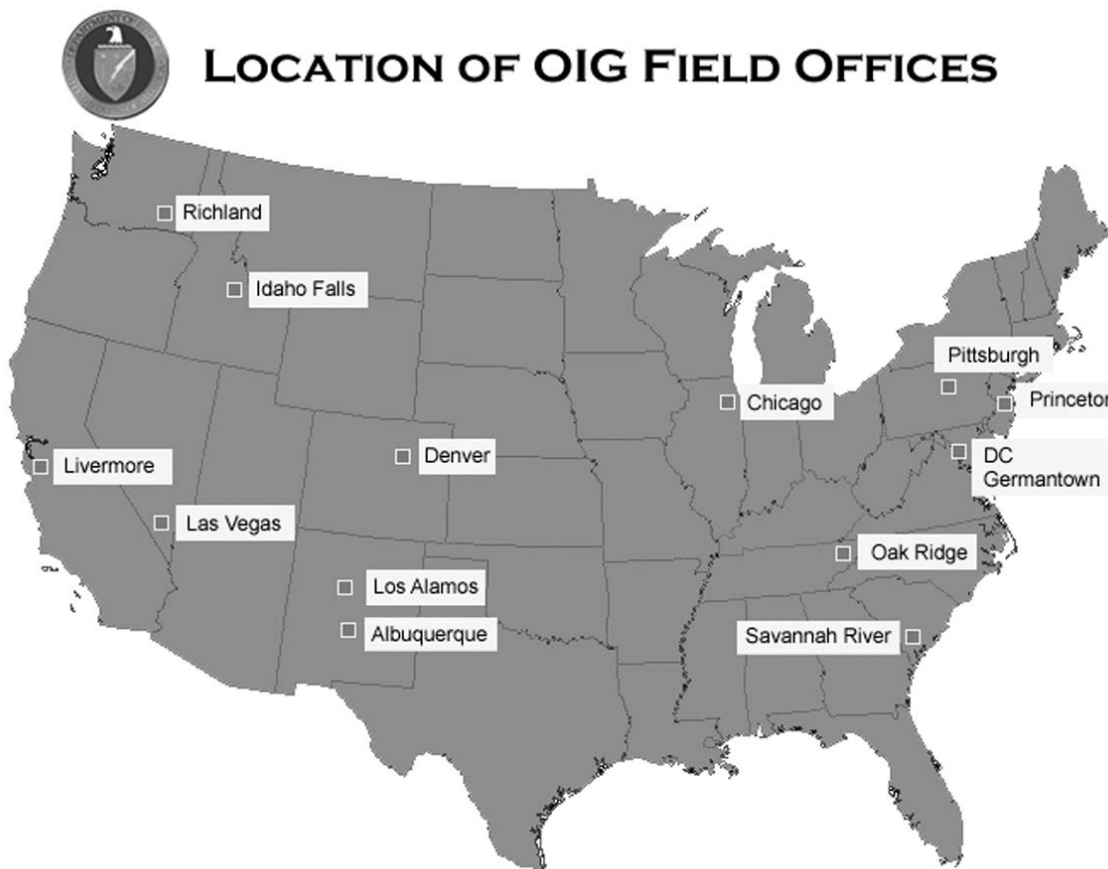 LOCATION OF OIG FIELD OFFICES
Richland
Idaho Falls
Pittsburgh
Chicago
Princeton
Livermore
Denver
DC
Germantown
Las Vegas
Oak Ridge
Los Alamos
Albuquerque
Savannah River